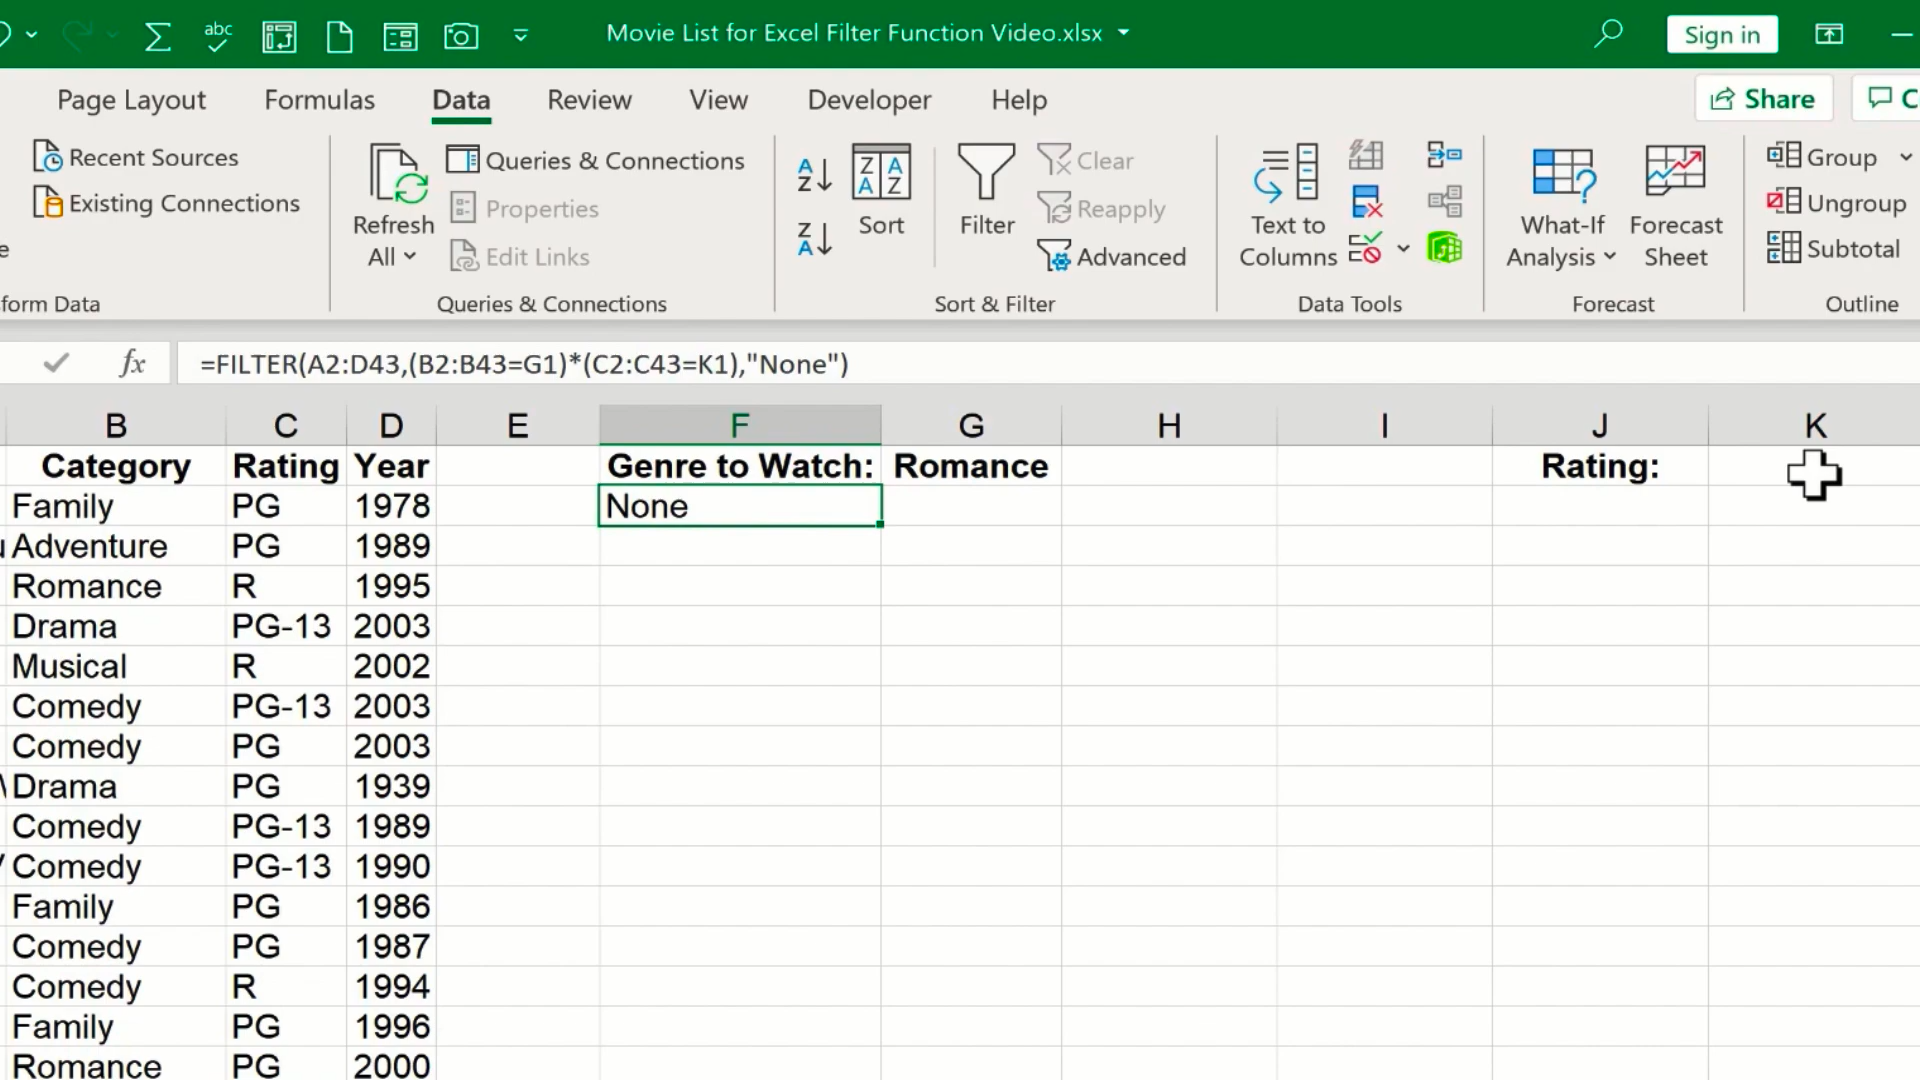 abc
Movie List for Excel Filter Function Video.xlsx
Sign in
Page Layout Formulas Data Review View Developer Help
Share C
Recent Sources
Existing Connections
e
Refresh All
Queries & Connections
Properties
Edit Links
Sort
Filter
Clear
Reapply
Advanced
Text to Columns
What-If Analysis
Forecast Sheet
Group
Ungroup
Subtotal
form Data Queries & Connections Sort & Filter Data Tools Forecast Outline
fx =FILTER(A2:D43,(B2:B43=G1)*(C2:C43=K1),"None")
B C D E F G H I J K
Category Rating Year Genre to Watch: Romance Rating:
Family PG 1978 None
Adventure PG 1989
Romance R 1995
Drama PG-13 2003
Musical R 2002
Comedy PG-13 2003
Comedy PG 2003
Drama PG 1939
Comedy PG-13 1989
Comedy PG-13 1990
Family PG 1986
Comedy PG 1987
Comedy R 1994
Family PG 1996
Romance PG 2000